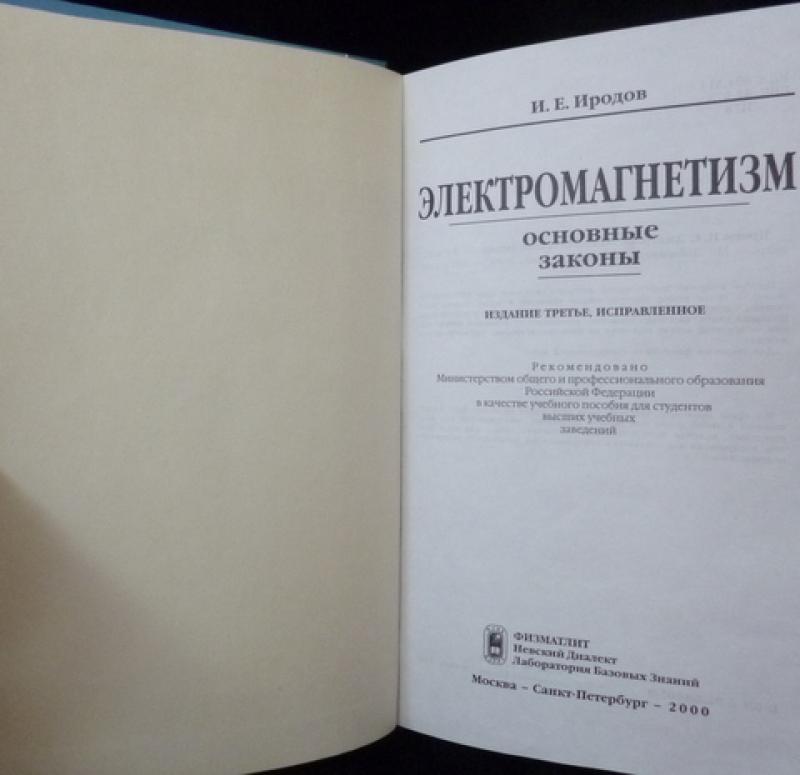 И. Е. Иродов
ЭЛЕКТРОМАГНЕТИЗМ
основные
законы
ИЗДАНИЕ ТРЕТЬЕ, ИСПРАВЛЕННОЕ
Рекомендовано
Министерством общего и профессионального образования
Российской Федерации
в качестве учебного пособия для студентов
высших учебных
заведений
ФИЗМАТЛИТ
Невский Диалект
Лаборатория Базовых Знаний
Москва – Санкт-Петербург – 2000